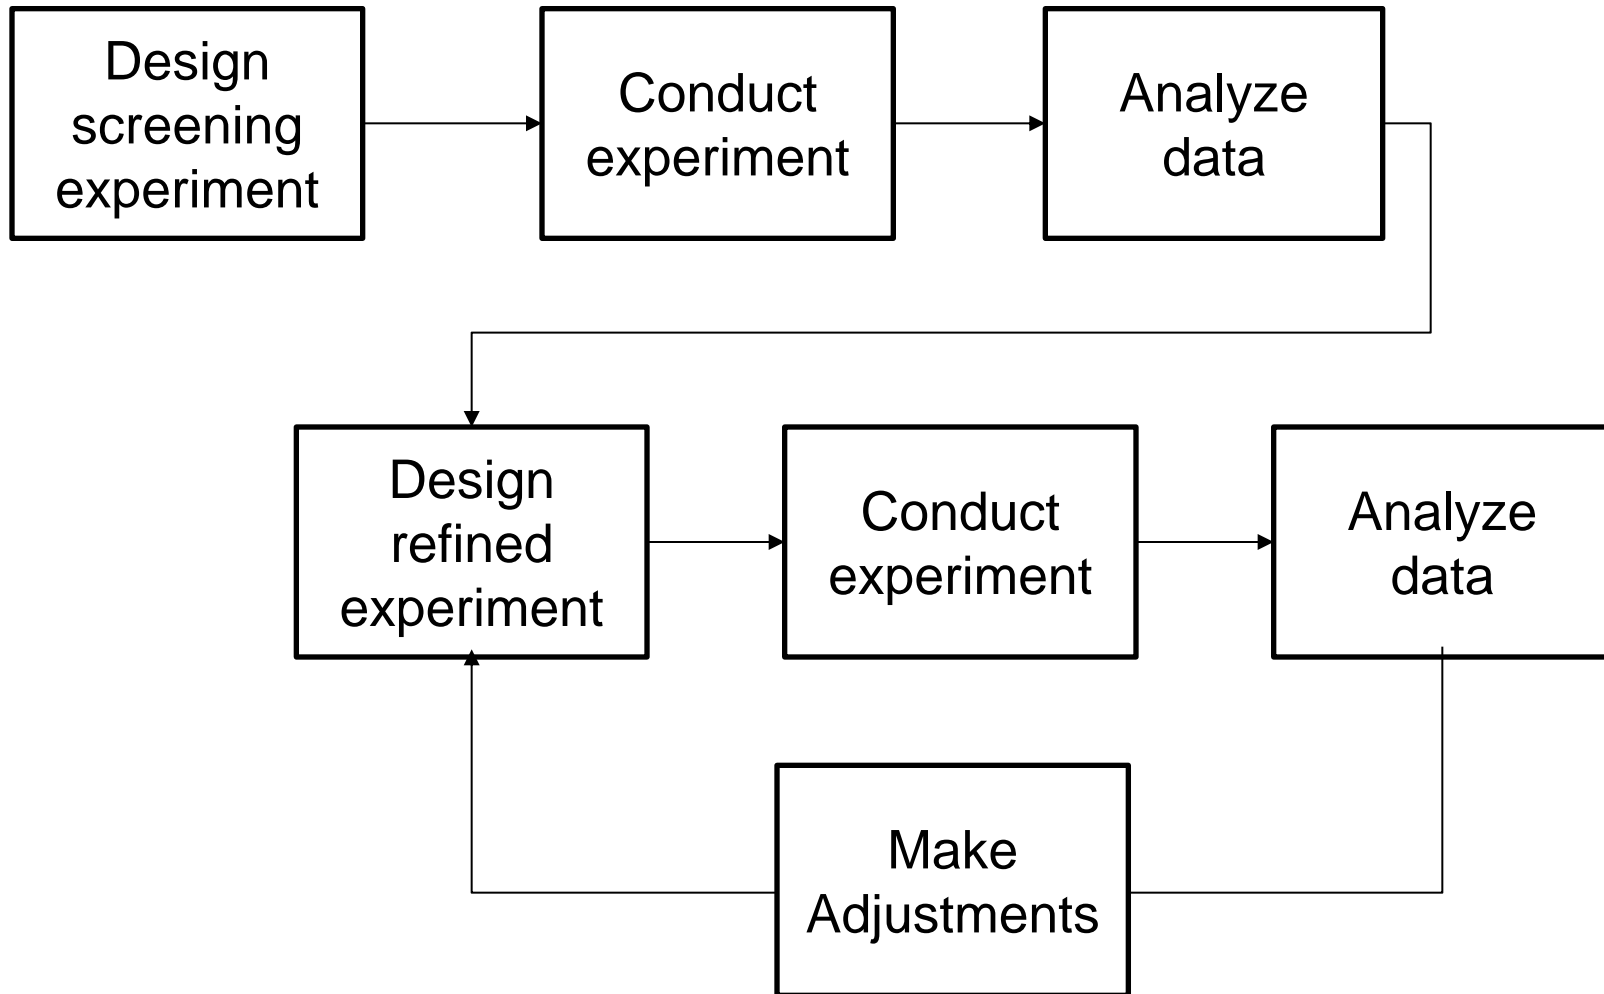 Design
screening
experiment
Conduct
experiment
Analyze
data
Design
refined
experiment
Conduct
experiment
Analyze
data
Make
Adjustments